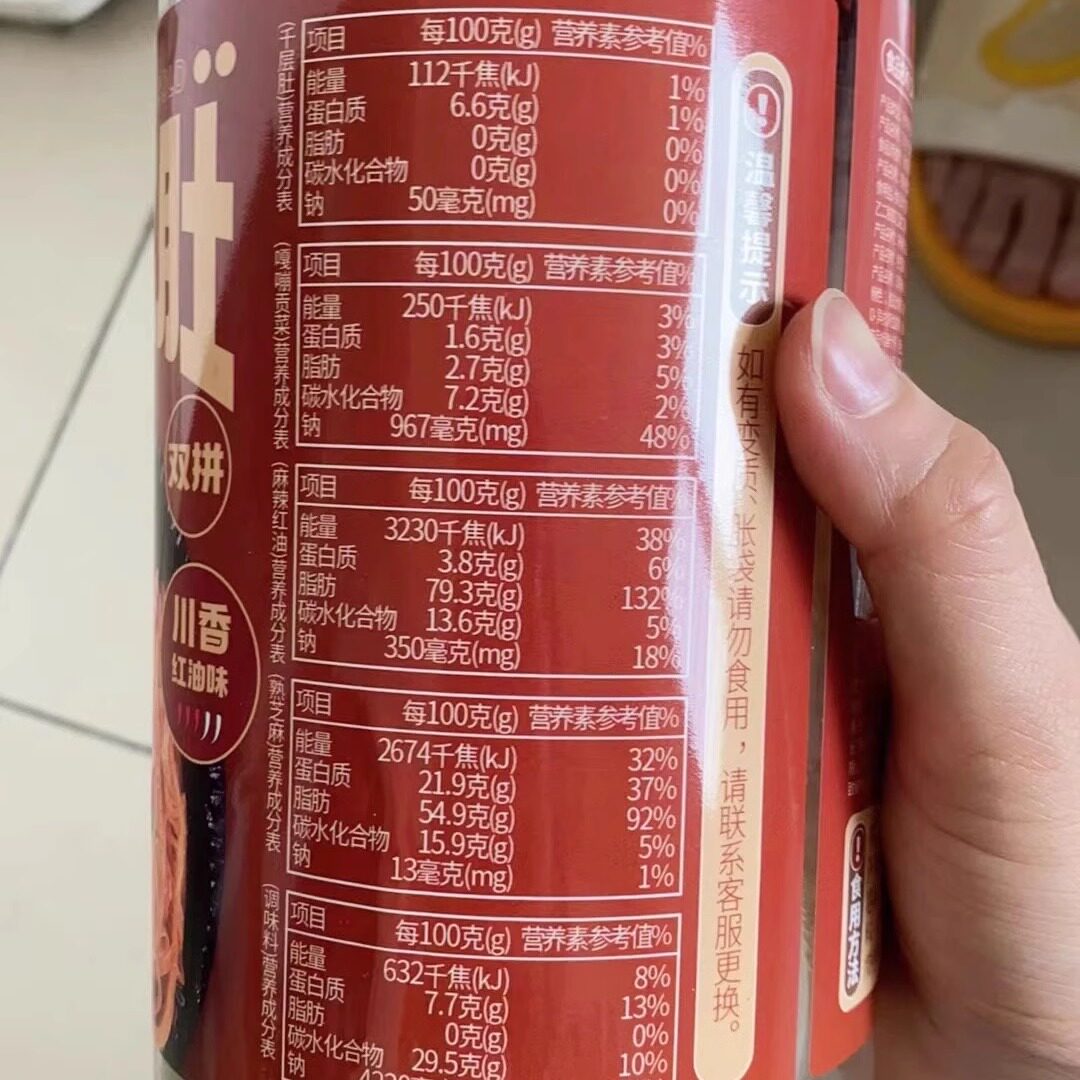 肚
双拼
川香
红油味
(千层肚)营养成分表
项目 每100克(g) 营养素参考值%
能量 112千焦(kJ) 1%
蛋白质 6.6克(g) 1%
脂肪 0克(g) 0%
碳水化合物 0克(g) 0%
钠 50毫克(mg) 0%
(嘎嘣贡菜)营养成分表
项目 每100克(g) 营养素参考值%
能量 250千焦(kJ) 3%
蛋白质 1.6克(g) 3%
脂肪 2.7克(g) 5%
碳水化合物 7.2克(g) 2%
钠 967毫克(mg) 48%
(麻辣红油)营养成分表
项目 每100克(g) 营养素参考值%
能量 3230千焦(kJ) 38%
蛋白质 3.8克(g) 6%
脂肪 79.3克(g) 132%
碳水化合物 13.6克(g) 5%
钠 350毫克(mg) 18%
(熟芝麻)营养成分表
项目 每100克(g) 营养素参考值%
能量 2674千焦(kJ) 32%
蛋白质 21.9克(g) 37%
脂肪 54.9克(g) 92%
碳水化合物 15.9克(g) 5%
钠 13毫克(mg) 1%
(调味料)营养成分表
项目 每100克(g) 营养素参考值%
能量 632千焦(kJ) 8%
蛋白质 7.7克(g) 13%
脂肪 0克(g) 0%
碳水化合物 29.5克(g) 10%
钠
温馨提示
如有变质、胀袋请勿食用，请联系客服更换。
食用方法